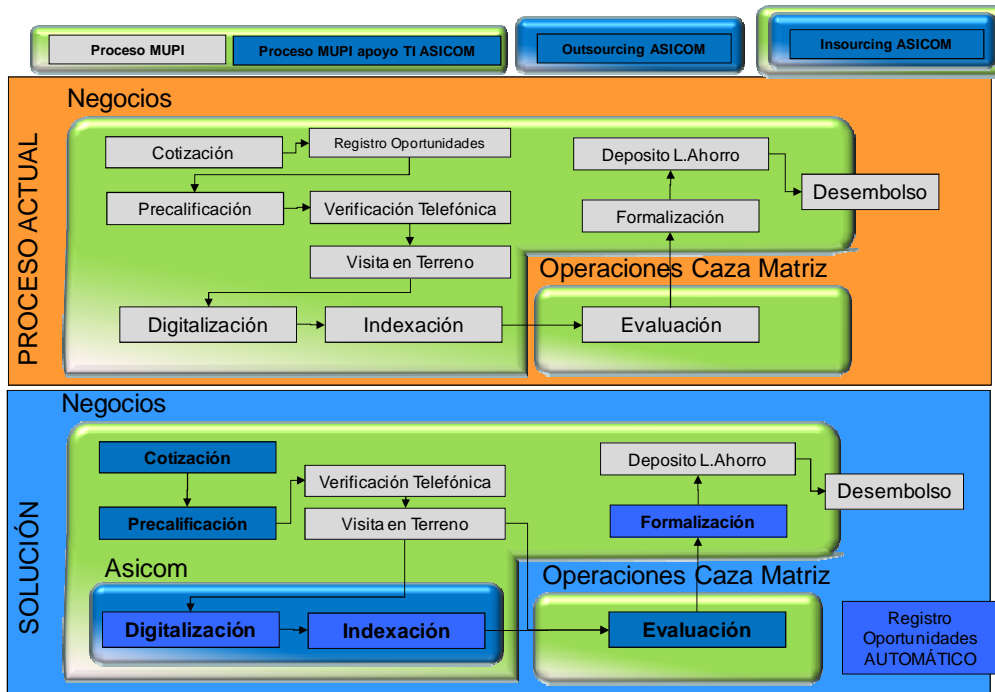 Proceso MUPI
Proceso MUPI apoyo TI ASICOM
Outsourcing ASICOM
Insourcing ASICOM
PROCESO ACTUAL
Negocios
Cotización
Registro Oportunidades
Deposito L.Ahorro
Desembolso
Precalificación
Verificación Telefónica
Formalización
Visita en Terreno
Operaciones Caza Matriz
Digitalización
Indexación
Evaluación
SOLUCIÓN
Negocios
Cotización
Verificación Telefónica
Deposito L.Ahorro
Desembolso
Precalificación
Visita en Terreno
Formalización
Asicom
Operaciones Caza Matriz
Digitalización
Indexación
Evaluación
Registro
Oportunidades
AUTOMÁTICO